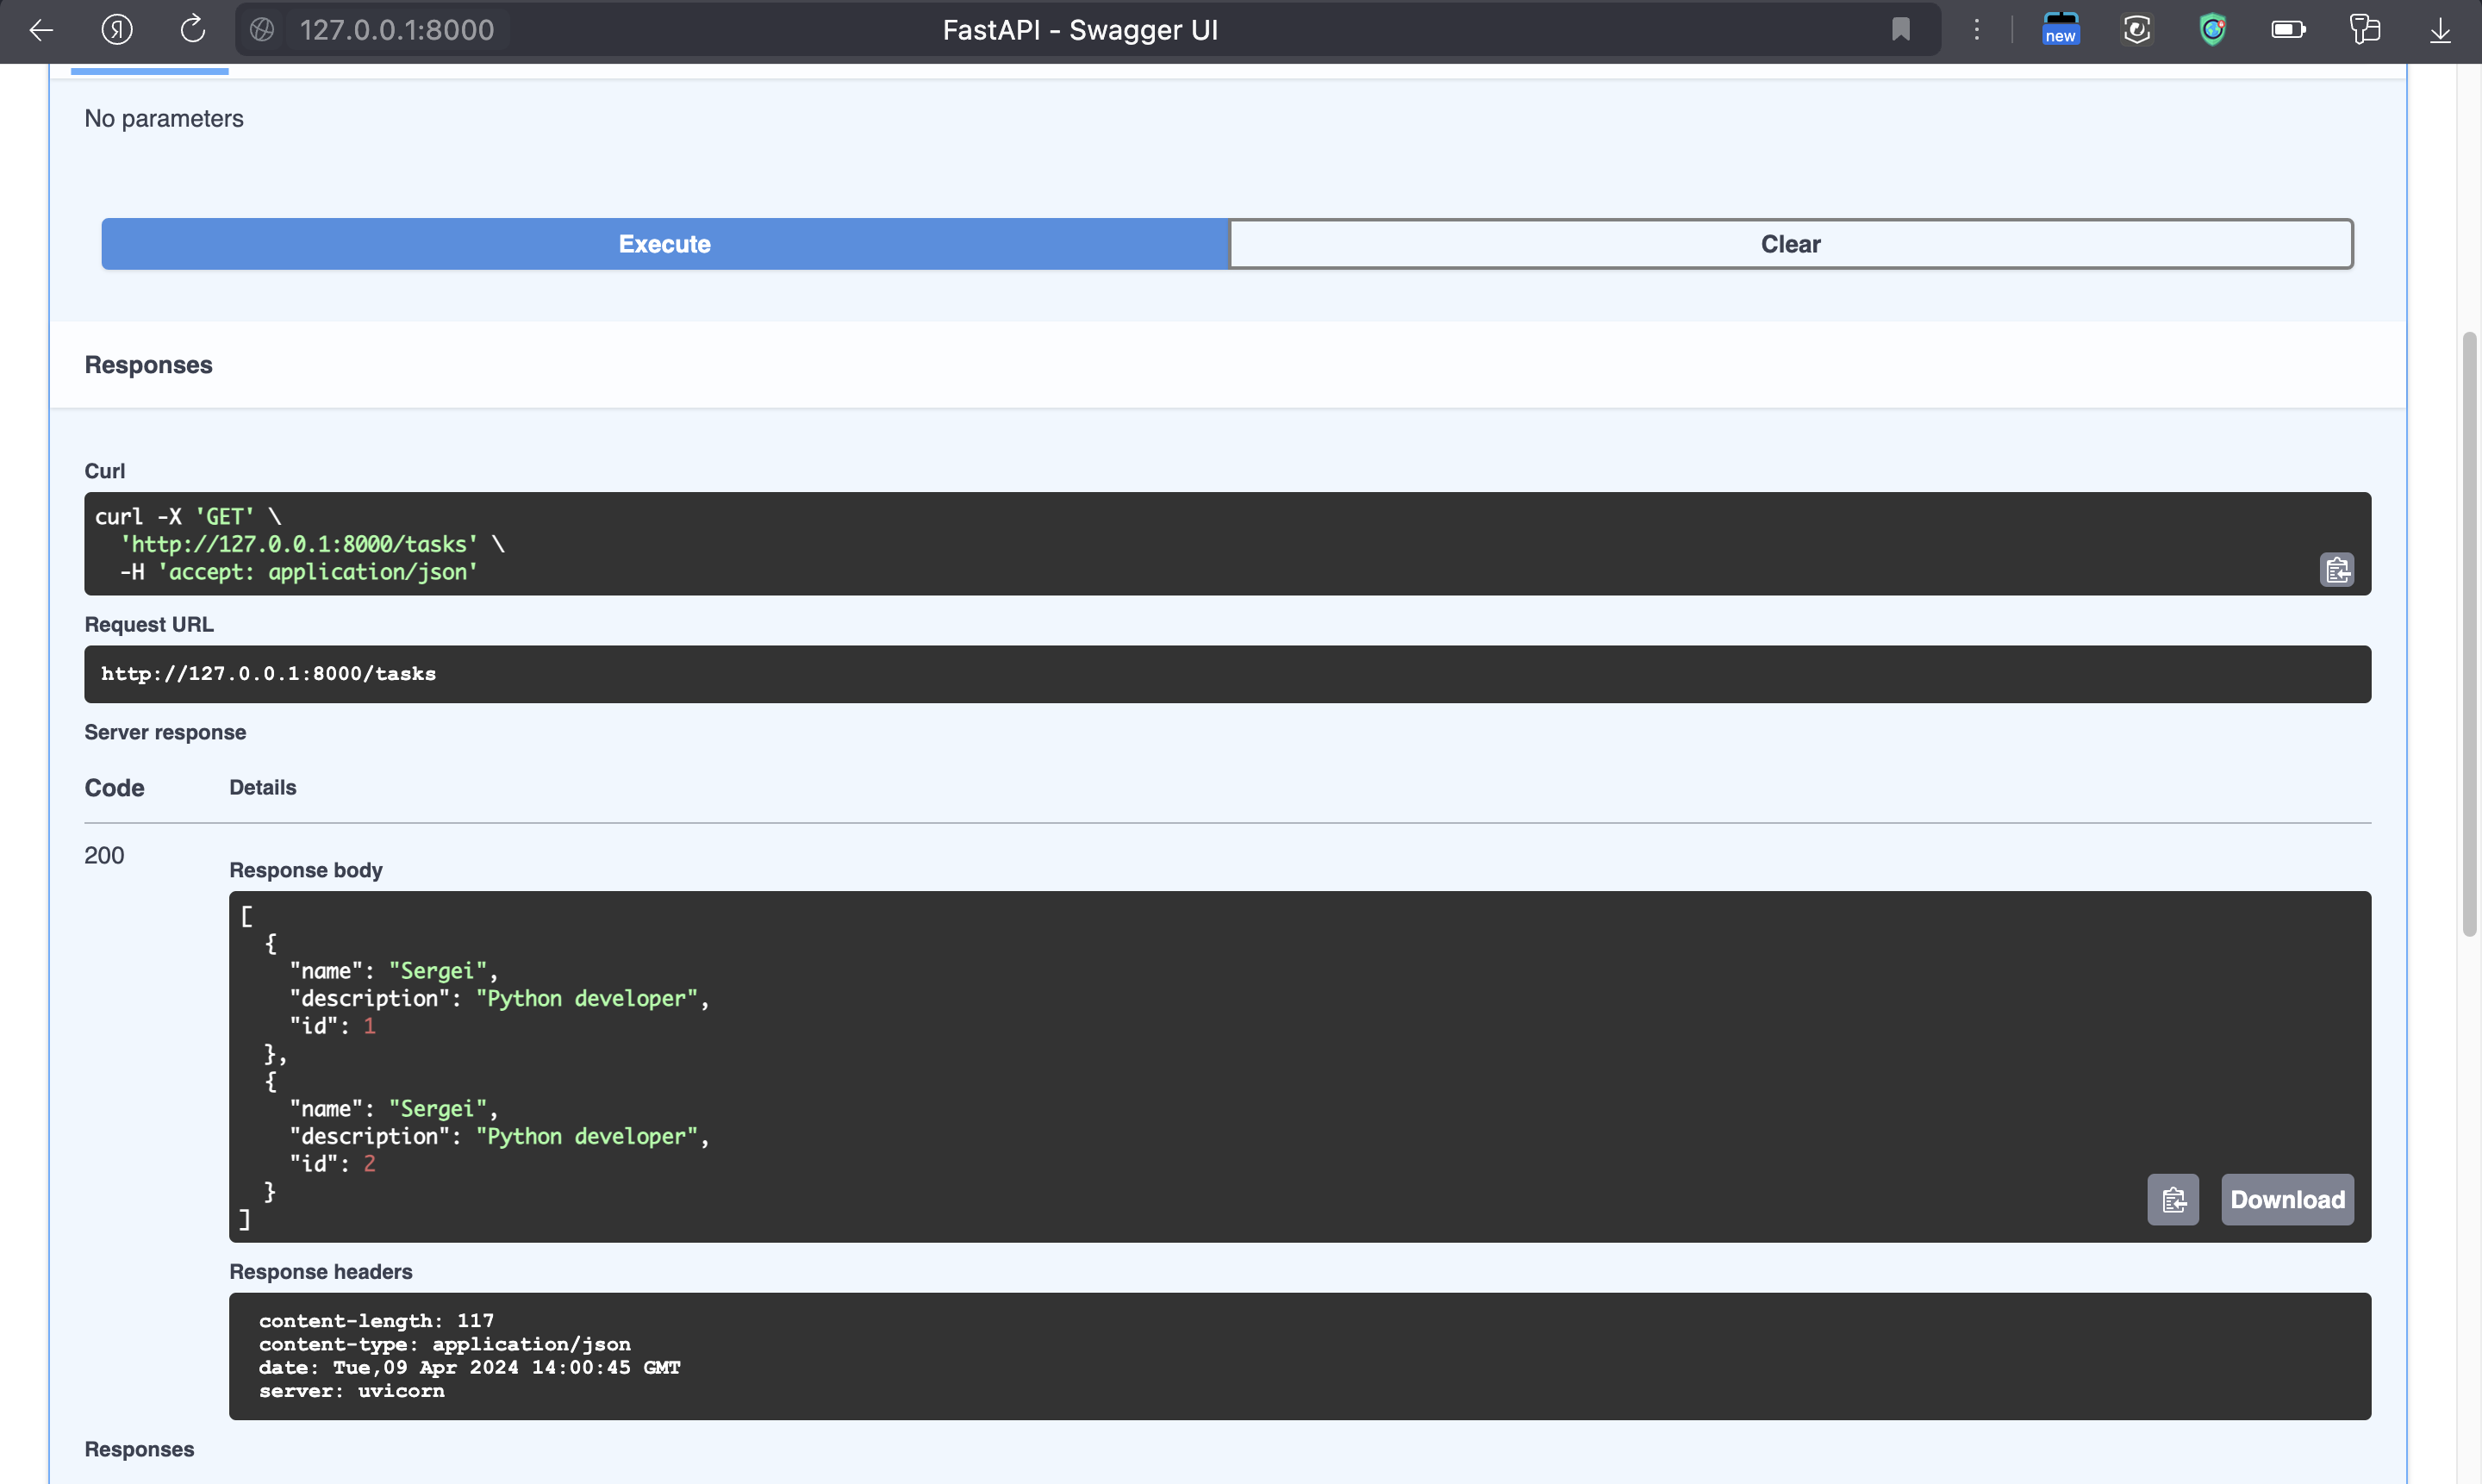 Я
127.0.0.1:8000
FastAPI - Swagger UI
new
No parameters
Execute
Clear
Responses
Curl
curl -X 'GET' \
'http://127.0.0.1:8000/tasks' \
-H 'accept: application/json'
Request URL
http://127.0.0.1:8000/tasks
Server response
Code
Details
200
Response body
[
{
"name": "Sergei",
"description": "Python developer",
"id": 1
},
{
"name": "Sergei",
"description": "Python developer",
"id": 2
}
]
Download
Response headers
content-length: 117
content-type: application/json
date: Tue,09 Apr 2024 14:00:45 GMT
server: uvicorn
Responses